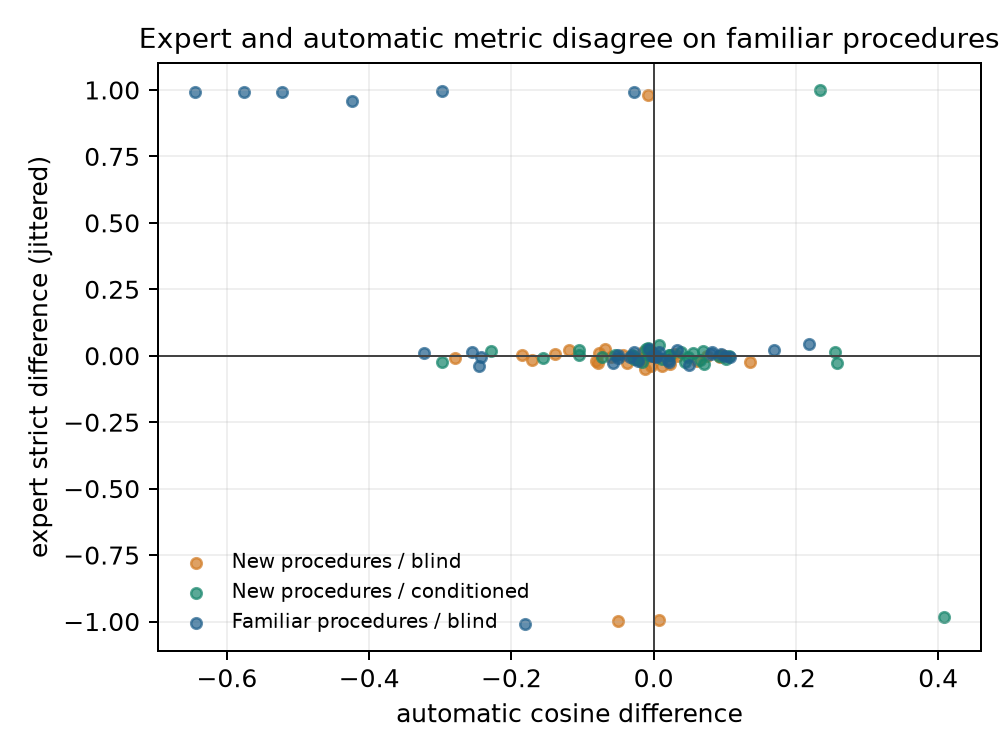 Expert and automatic metric disagree on familiar procedures
expert strict difference (jittered)
1.00
0.75
0.50
0.25
0.00
−0.25
−0.50
−0.75
−1.00
New procedures / blind
New procedures / conditioned
Familiar procedures / blind
−0.6 −0.4 −0.2 0.0 0.2 0.4
automatic cosine difference